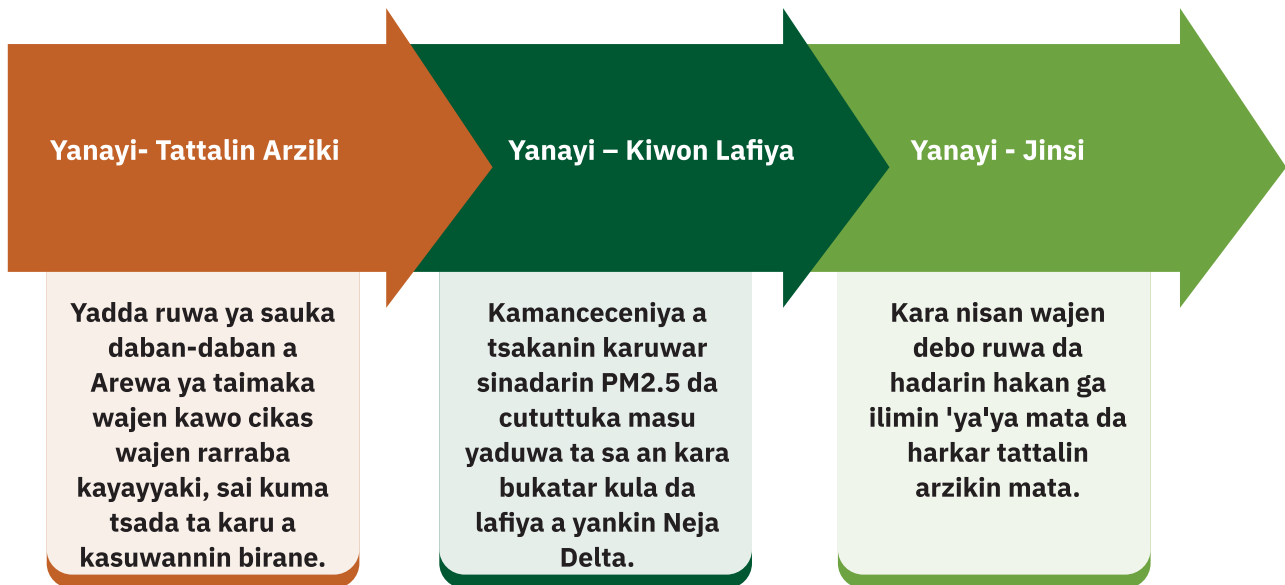 Yanayi- Tattalin Arziki
Yadda ruwa ya sauka
daban-daban a
Arewa ya taimaka
wajen kawo cikas
wajen rarraba
kayayyaki, sai kuma
tsada ta karu a
kasuwannin birane.
Yanayi – Kiwon Lafiya
Kamanceceniya a
tsakanin karuwar
sinadarin PM2.5 da
cututtuka masu
yaduwa ta sa an kara
bukatar kula da
lafiya a yankin Neja
Delta.
Yanayi - Jinsi
Kara nisan wajen
debo ruwa da
hadarin hakan ga
ilimin 'ya'ya mata da
harkar tattalin
arzikin mata.